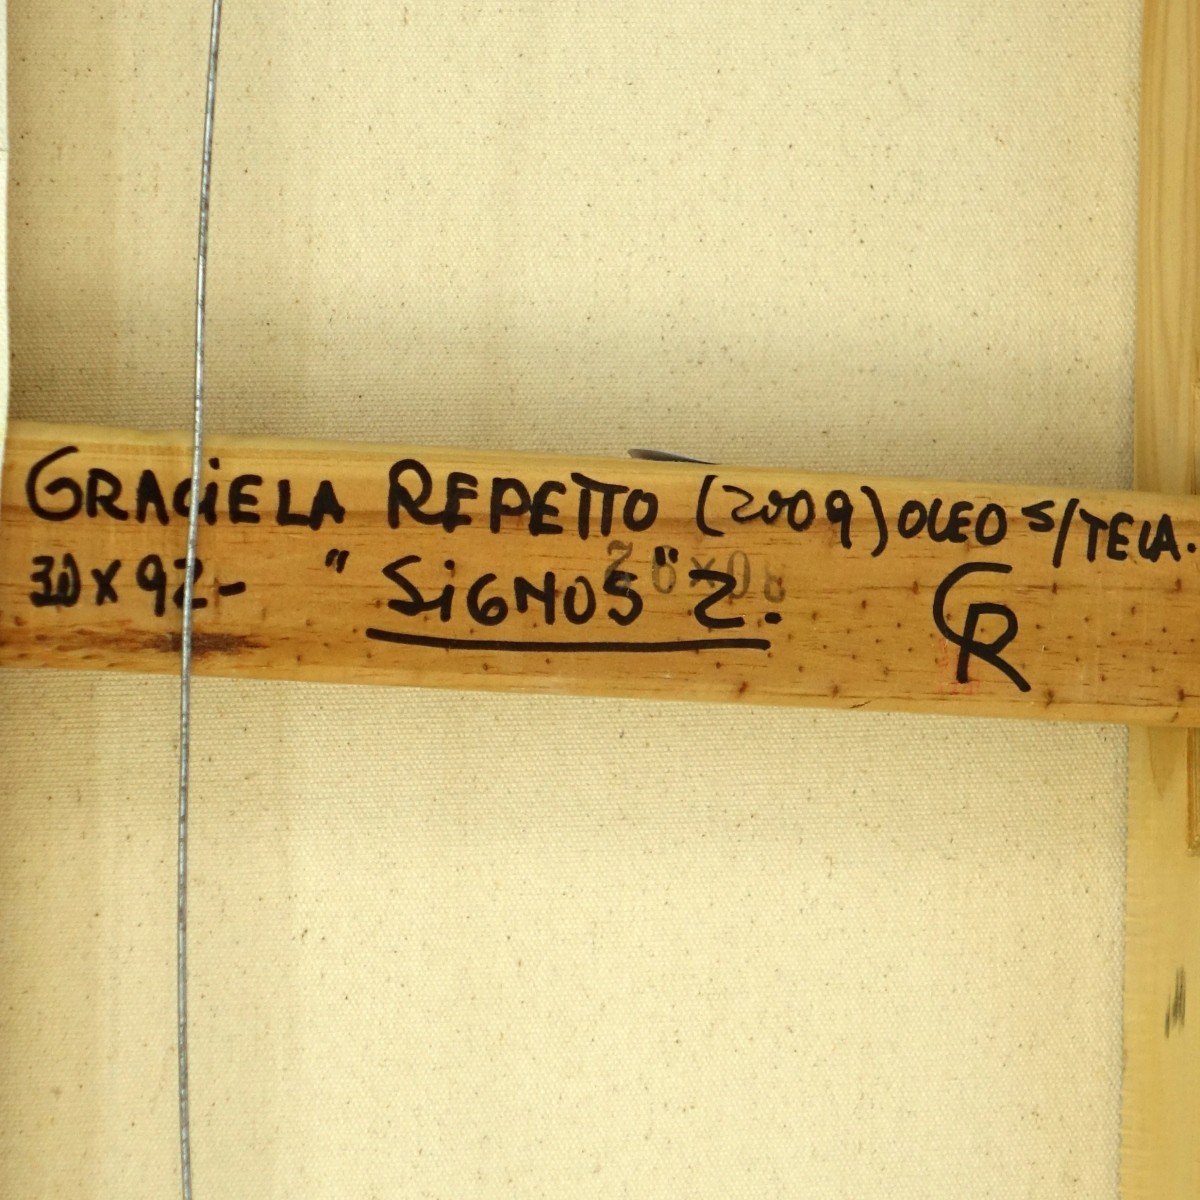 GRACiELA REPETTO (2009) OLEO S/TELA.
30 x 92- "SiGNOS" 2.
GR